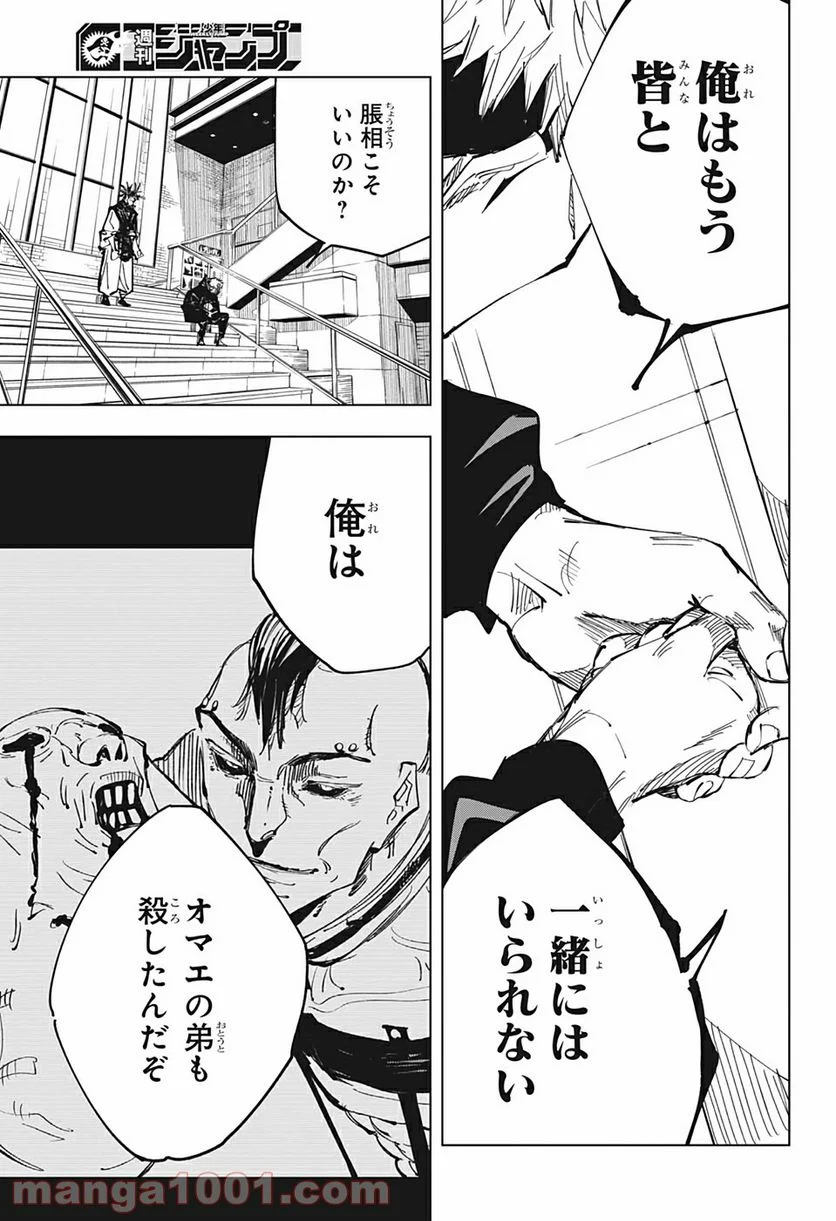 週刊少年ジャンプ
俺はもう
皆と
一緒には
いられない
脹相こそ
いいのか？
俺は
オマエの弟も
殺したんだぞ
manga1001.com